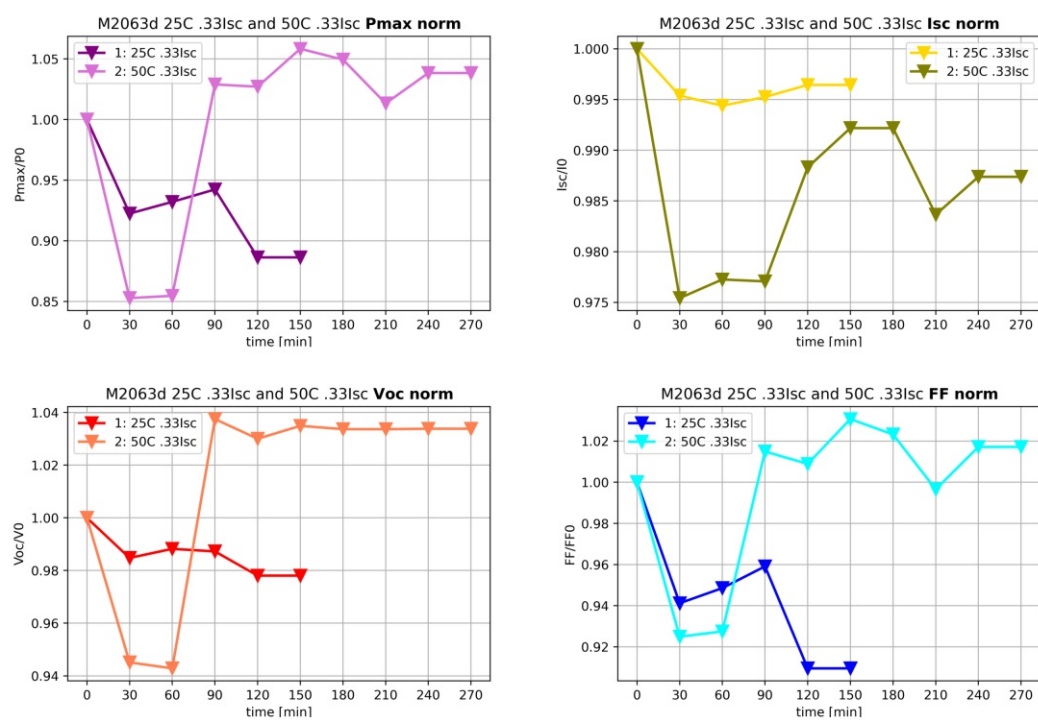 M2063d 25C .33Isc and 50C .33Isc Pmax norm
1: 25C .33Isc
2: 50C .33Isc
Pmax/P0
1.05
1.00
0.95
0.90
0.85
0 30 60 90 120 150 180 210 240 270
time [min]
M2063d 25C .33Isc and 50C .33Isc Isc norm
1: 25C .33Isc
2: 50C .33Isc
Isc/I0
1.000
0.995
0.990
0.985
0.980
0.975
0 30 60 90 120 150 180 210 240 270
time [min]
M2063d 25C .33Isc and 50C .33Isc Voc norm
1: 25C .33Isc
2: 50C .33Isc
Voc/V0
1.04
1.02
1.00
0.98
0.96
0.94
0 30 60 90 120 150 180 210 240 270
time [min]
M2063d 25C .33Isc and 50C .33Isc FF norm
1: 25C .33Isc
2: 50C .33Isc
FF/FF0
1.02
1.00
0.98
0.96
0.94
0.92
0 30 60 90 120 150 180 210 240 270
time [min]